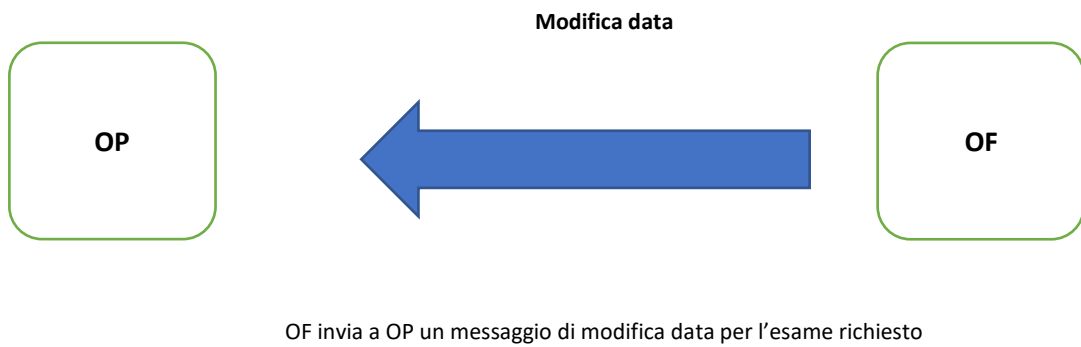 Modifica data
OP
OF
OF invia a OP un messaggio di modifica data per l’esame richiesto